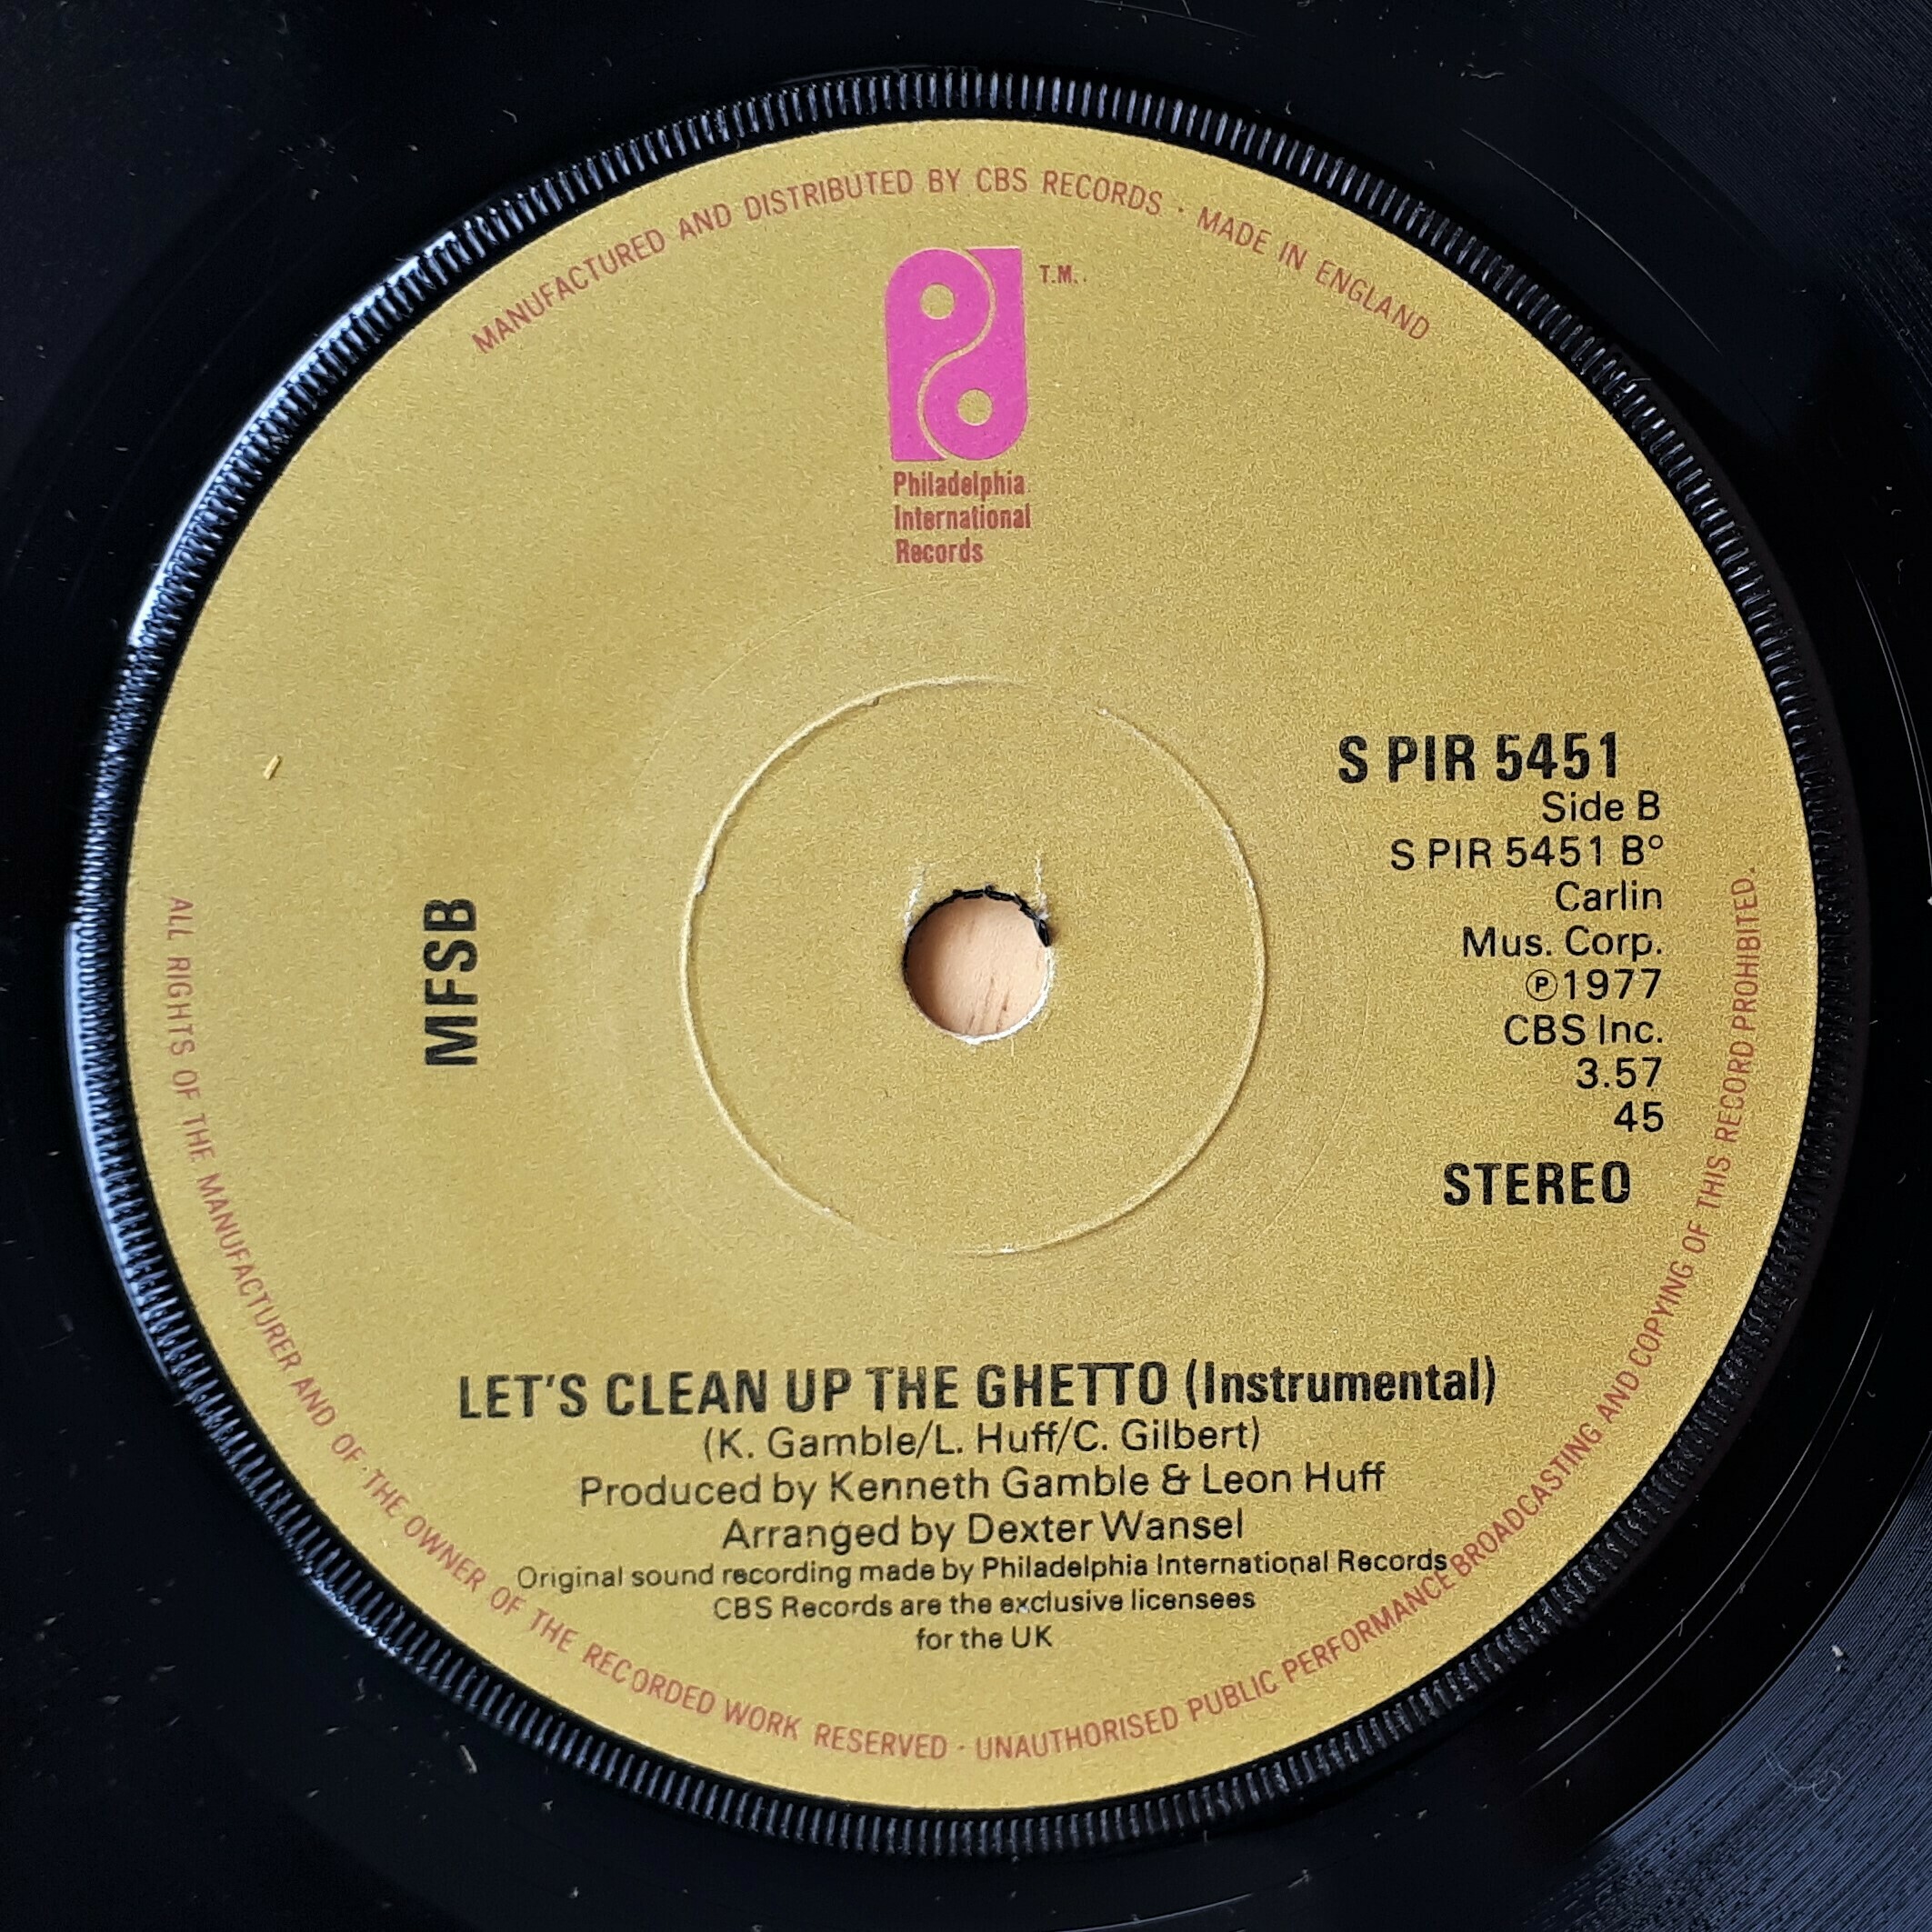 MANUFACTURED AND DISTRIBUTED BY CBS RECORDS · MADE IN ENGLAND
T.M.
Philadelphia
International
Records
S PIR 5451
Side B
S PIR 5451 B°
Carlin
Mus. Corp.
℗1977
CBS Inc.
3.57
45
STEREO
MFSB
LET'S CLEAN UP THE GHETTO (Instrumental)
(K. Gamble/L. Huff/C. Gilbert)
Produced by Kenneth Gamble & Leon Huff
Arranged by Dexter Wansel
Original sound recording made by Philadelphia International Records
CBS Records are the exclusive licensees
for the UK
ALL RIGHTS OF THE MANUFACTURER AND OF THE OWNER OF THE RECORDED WORK RESERVED · UNAUTHORISED PUBLIC PERFORMANCE BROADCASTING AND COPYING OF THIS RECORD PROHIBITED.